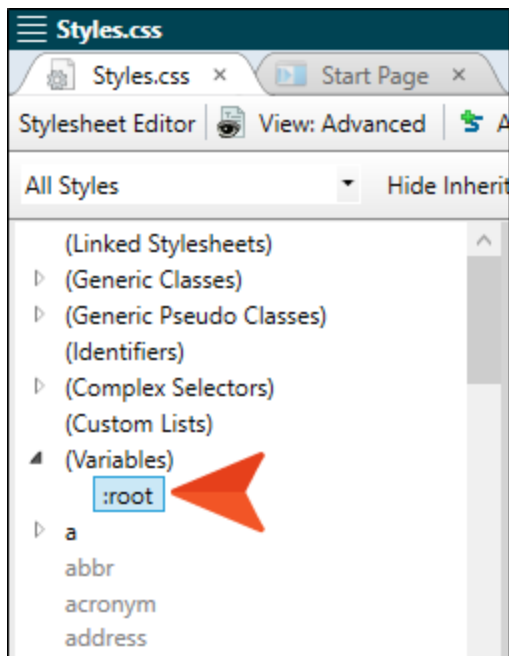 Styles.css
Styles.css × Start Page ×
Stylesheet Editor View: Advanced A
All Styles Hide Inherit
(Linked Stylesheets)
(Generic Classes)
(Generic Pseudo Classes)
(Identifiers)
(Complex Selectors)
(Custom Lists)
(Variables)
:root
a
abbr
acronym
address